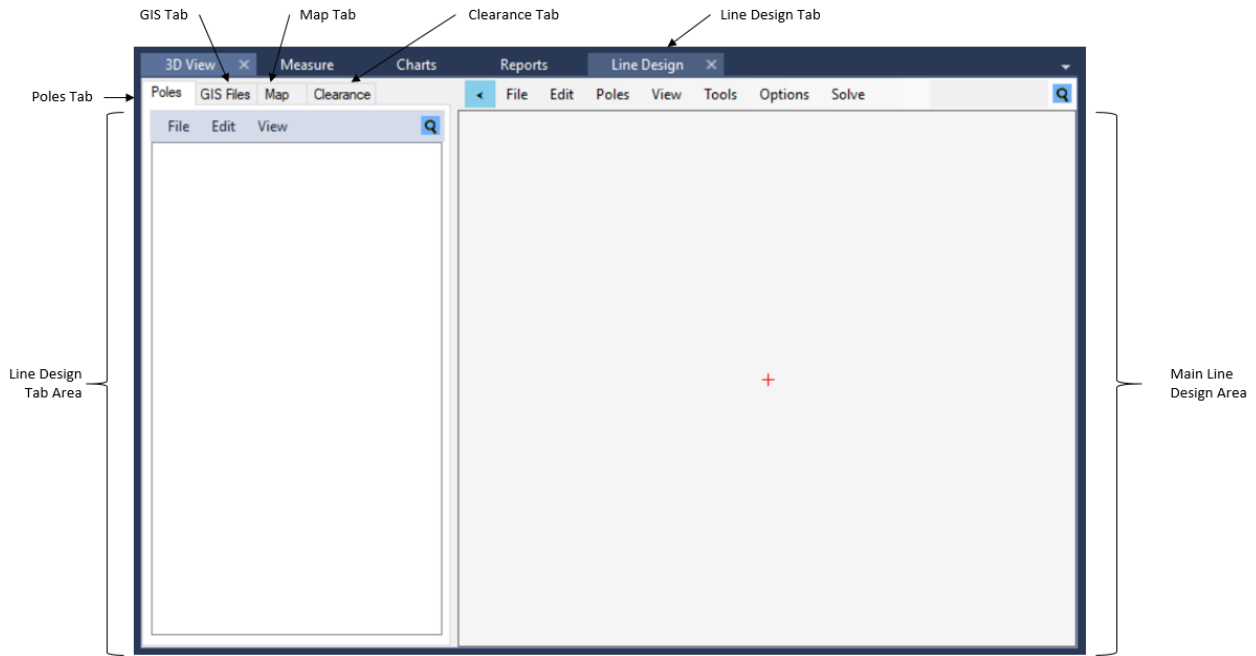 GIS Tab
Map Tab
Clearance Tab
Line Design Tab
3D View
Measure
Charts
Reports
Line Design
Poles Tab
Poles
GIS Files
Map
Clearance
File
Edit
Poles
View
Tools
Options
Solve
File
Edit
View
Line Design
Tab Area
Main Line
Design Area